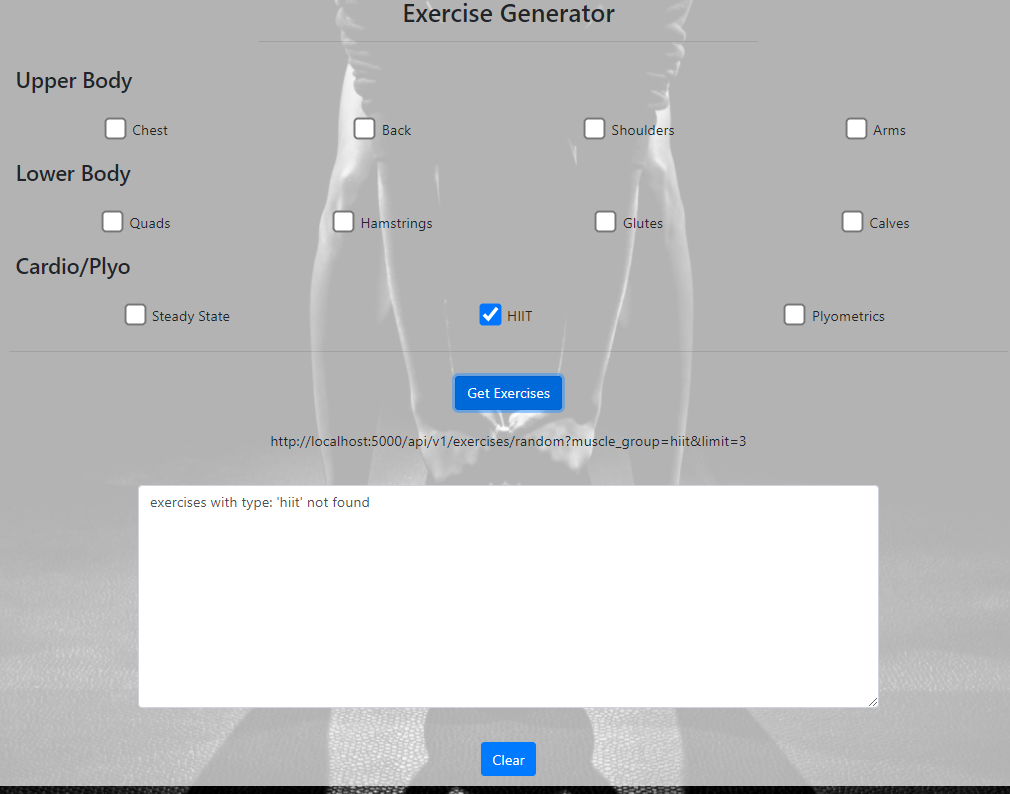 Exercise Generator
Upper Body
Chest Back Shoulders Arms
Lower Body
Quads Hamstrings Glutes Calves
Cardio/Plyo
Steady State HIIT Plyometrics
Get Exercises
http://localhost:5000/api/v1/exercises/random?muscle_group=hiit&limit=3
exercises with type: 'hiit' not found
Clear